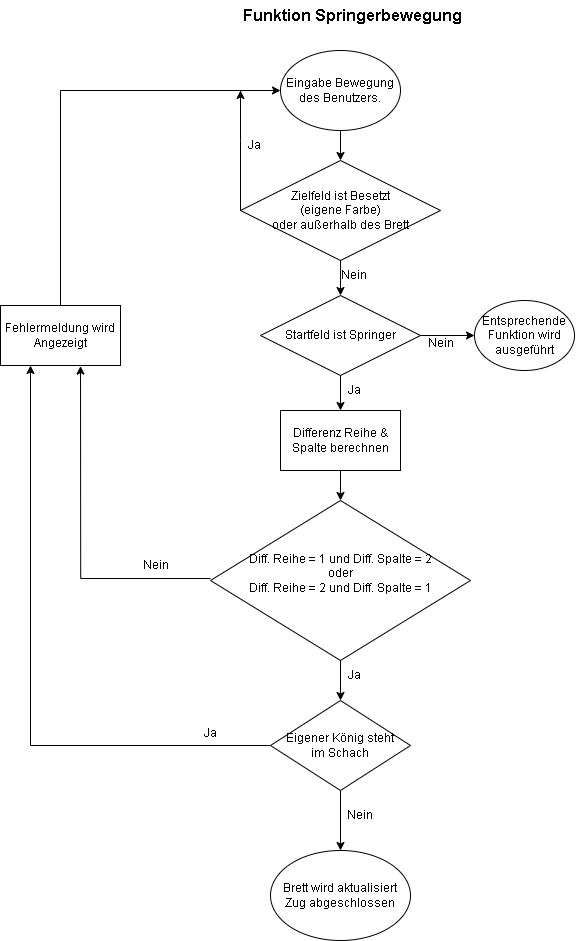 Funktion Springerbewegung
Eingabe Bewegung
des Benutzers.
Ja
Zielfeld ist Besetzt
(eigene Farbe)
oder außerhalb des Brett
Nein
Fehlermeldung wird
Angezeigt
Startfeld ist Springer
Nein
Entsprechende
Funktion wird
ausgeführt
Ja
Differenz Reihe &
Spalte berechnen
Nein
Diff. Reihe = 1 und Diff. Spalte = 2
oder
Diff. Reihe = 2 und Diff. Spalte = 1
Ja
Ja
Eigener König steht
im Schach
Nein
Brett wird aktualisiert
Zug abgeschlossen